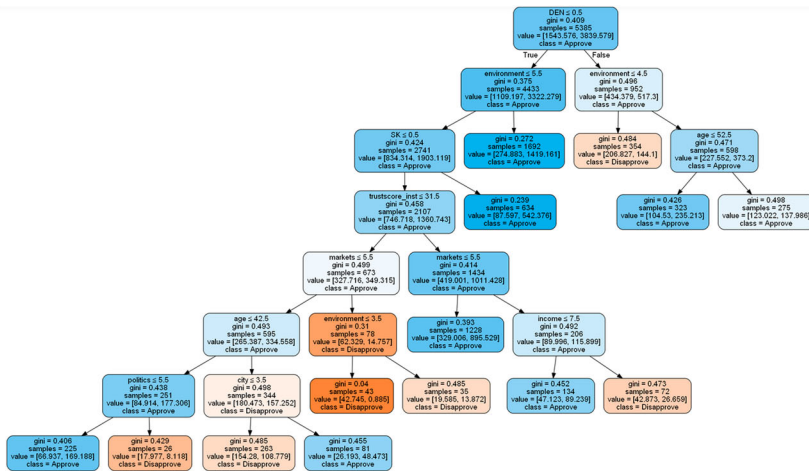 DEN ≤ 0.5
gini = 0.409
samples = 5385
value = [1543.576, 3839.579]
class = Approve
True
False
environment ≤ 5.5
gini = 0.375
samples = 4433
value = [1109.197, 3322.279]
class = Approve
environment ≤ 4.5
gini = 0.496
samples = 952
value = [434.379, 517.3]
class = Approve
SK ≤ 0.5
gini = 0.424
samples = 2741
value = [834.314, 1903.119]
class = Approve
gini = 0.272
samples = 1692
value = [274.883, 1419.161]
class = Approve
gini = 0.484
samples = 354
value = [206.827, 144.1]
class = Disapprove
age ≤ 52.5
gini = 0.471
samples = 598
value = [227.552, 373.2]
class = Approve
trustscore_inst ≤ 31.5
gini = 0.458
samples = 2107
value = [746.718, 1360.743]
class = Approve
gini = 0.239
samples = 634
value = [87.597, 542.376]
class = Approve
gini = 0.426
samples = 323
value = [104.53, 235.213]
class = Approve
gini = 0.498
samples = 275
value = [123.022, 137.986]
class = Approve
markets ≤ 5.5
gini = 0.499
samples = 673
value = [327.716, 349.315]
class = Approve
markets ≤ 5.5
gini = 0.414
samples = 1434
value = [419.001, 1011.428]
class = Approve
age ≤ 42.5
gini = 0.493
samples = 595
value = [265.387, 334.558]
class = Approve
environment ≤ 3.5
gini = 0.31
samples = 78
value = [62.329, 14.757]
class = Disapprove
gini = 0.393
samples = 1228
value = [329.006, 895.529]
class = Approve
income ≤ 7.5
gini = 0.492
samples = 206
value = [89.996, 115.899]
class = Approve
politics ≤ 5.5
gini = 0.438
samples = 251
value = [84.914, 177.306]
class = Approve
city ≤ 3.5
gini = 0.498
samples = 344
value = [180.473, 157.252]
class = Disapprove
gini = 0.04
samples = 43
value = [42.745, 0.885]
class = Disapprove
gini = 0.485
samples = 35
value = [19.585, 13.872]
class = Disapprove
gini = 0.452
samples = 134
value = [47.123, 89.239]
class = Approve
gini = 0.473
samples = 72
value = [42.873, 26.659]
class = Disapprove
gini = 0.406
samples = 225
value = [66.937, 169.188]
class = Approve
gini = 0.429
samples = 26
value = [17.977, 8.118]
class = Disapprove
gini = 0.485
samples = 263
value = [154.28, 108.779]
class = Disapprove
gini = 0.455
samples = 81
value = [26.193, 48.473]
class = Approve